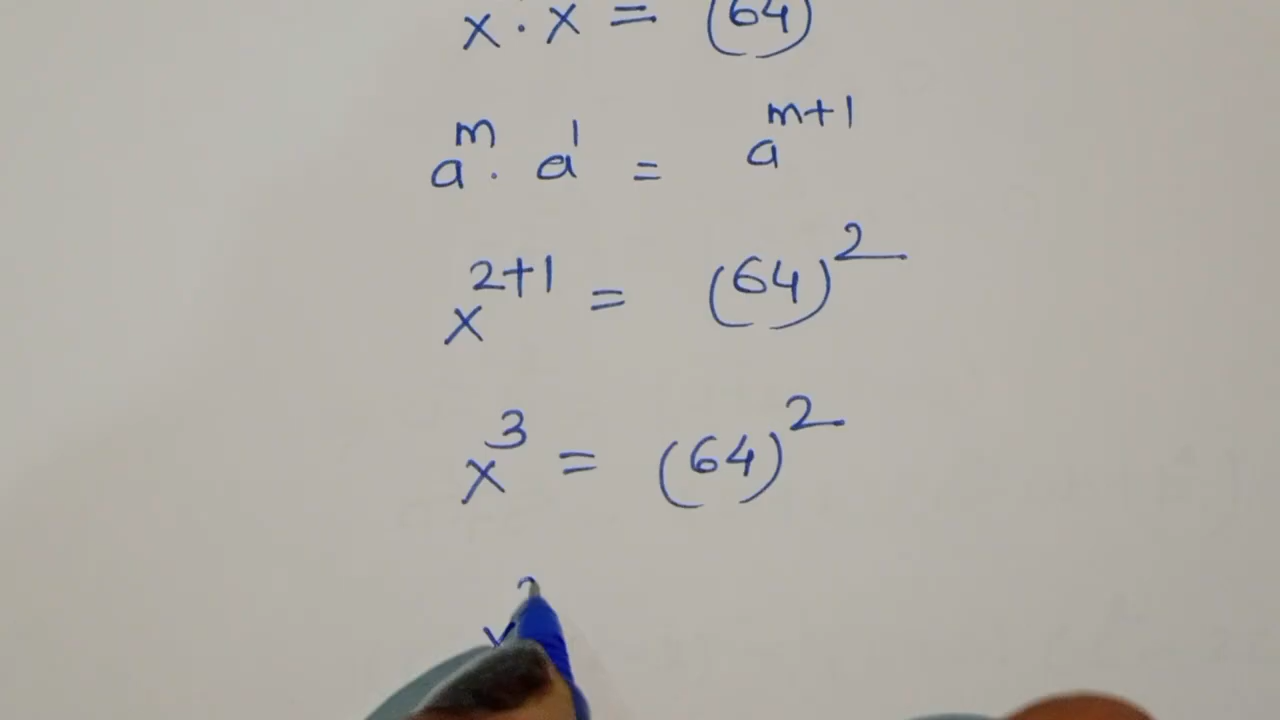 x · x = (64)
a^m · a^1 = a^{m+1}
x^{2+1} = (64)^2
x^3 = (64)^2